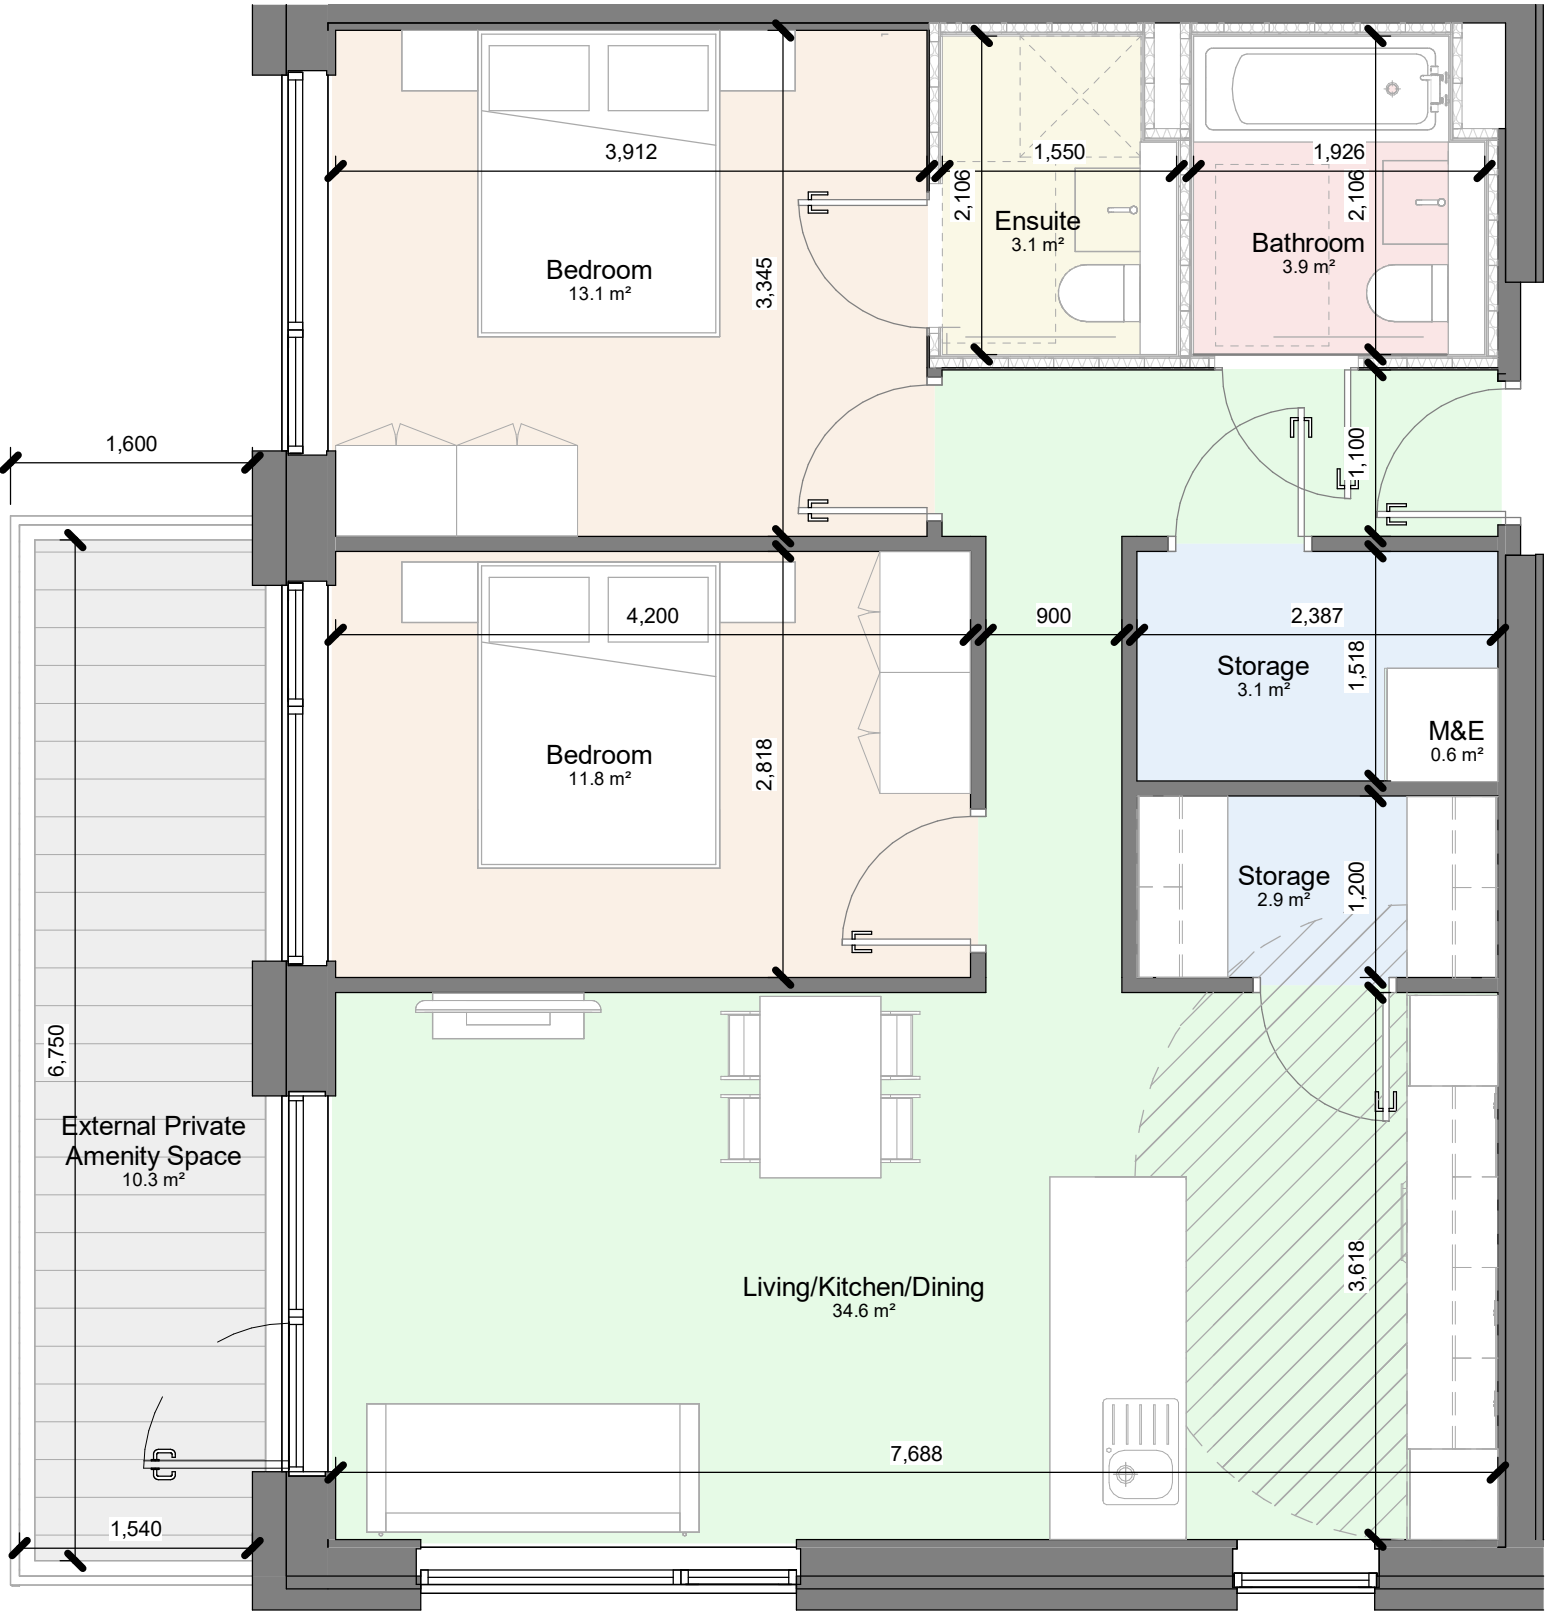 3,912
1,550
1,926
2,106
2,106
Ensuite
3.1 m²
Bathroom
3.9 m²
Bedroom
13.1 m²
3,345
1,600
1,100
4,200
900
2,387
Storage
3.1 m²
1,518
M&E
0.6 m²
Bedroom
11.8 m²
2,818
Storage
2.9 m²
1,200
6,750
External Private
Amenity Space
10.3 m²
Living/Kitchen/Dining
34.6 m²
3,618
7,688
1,540